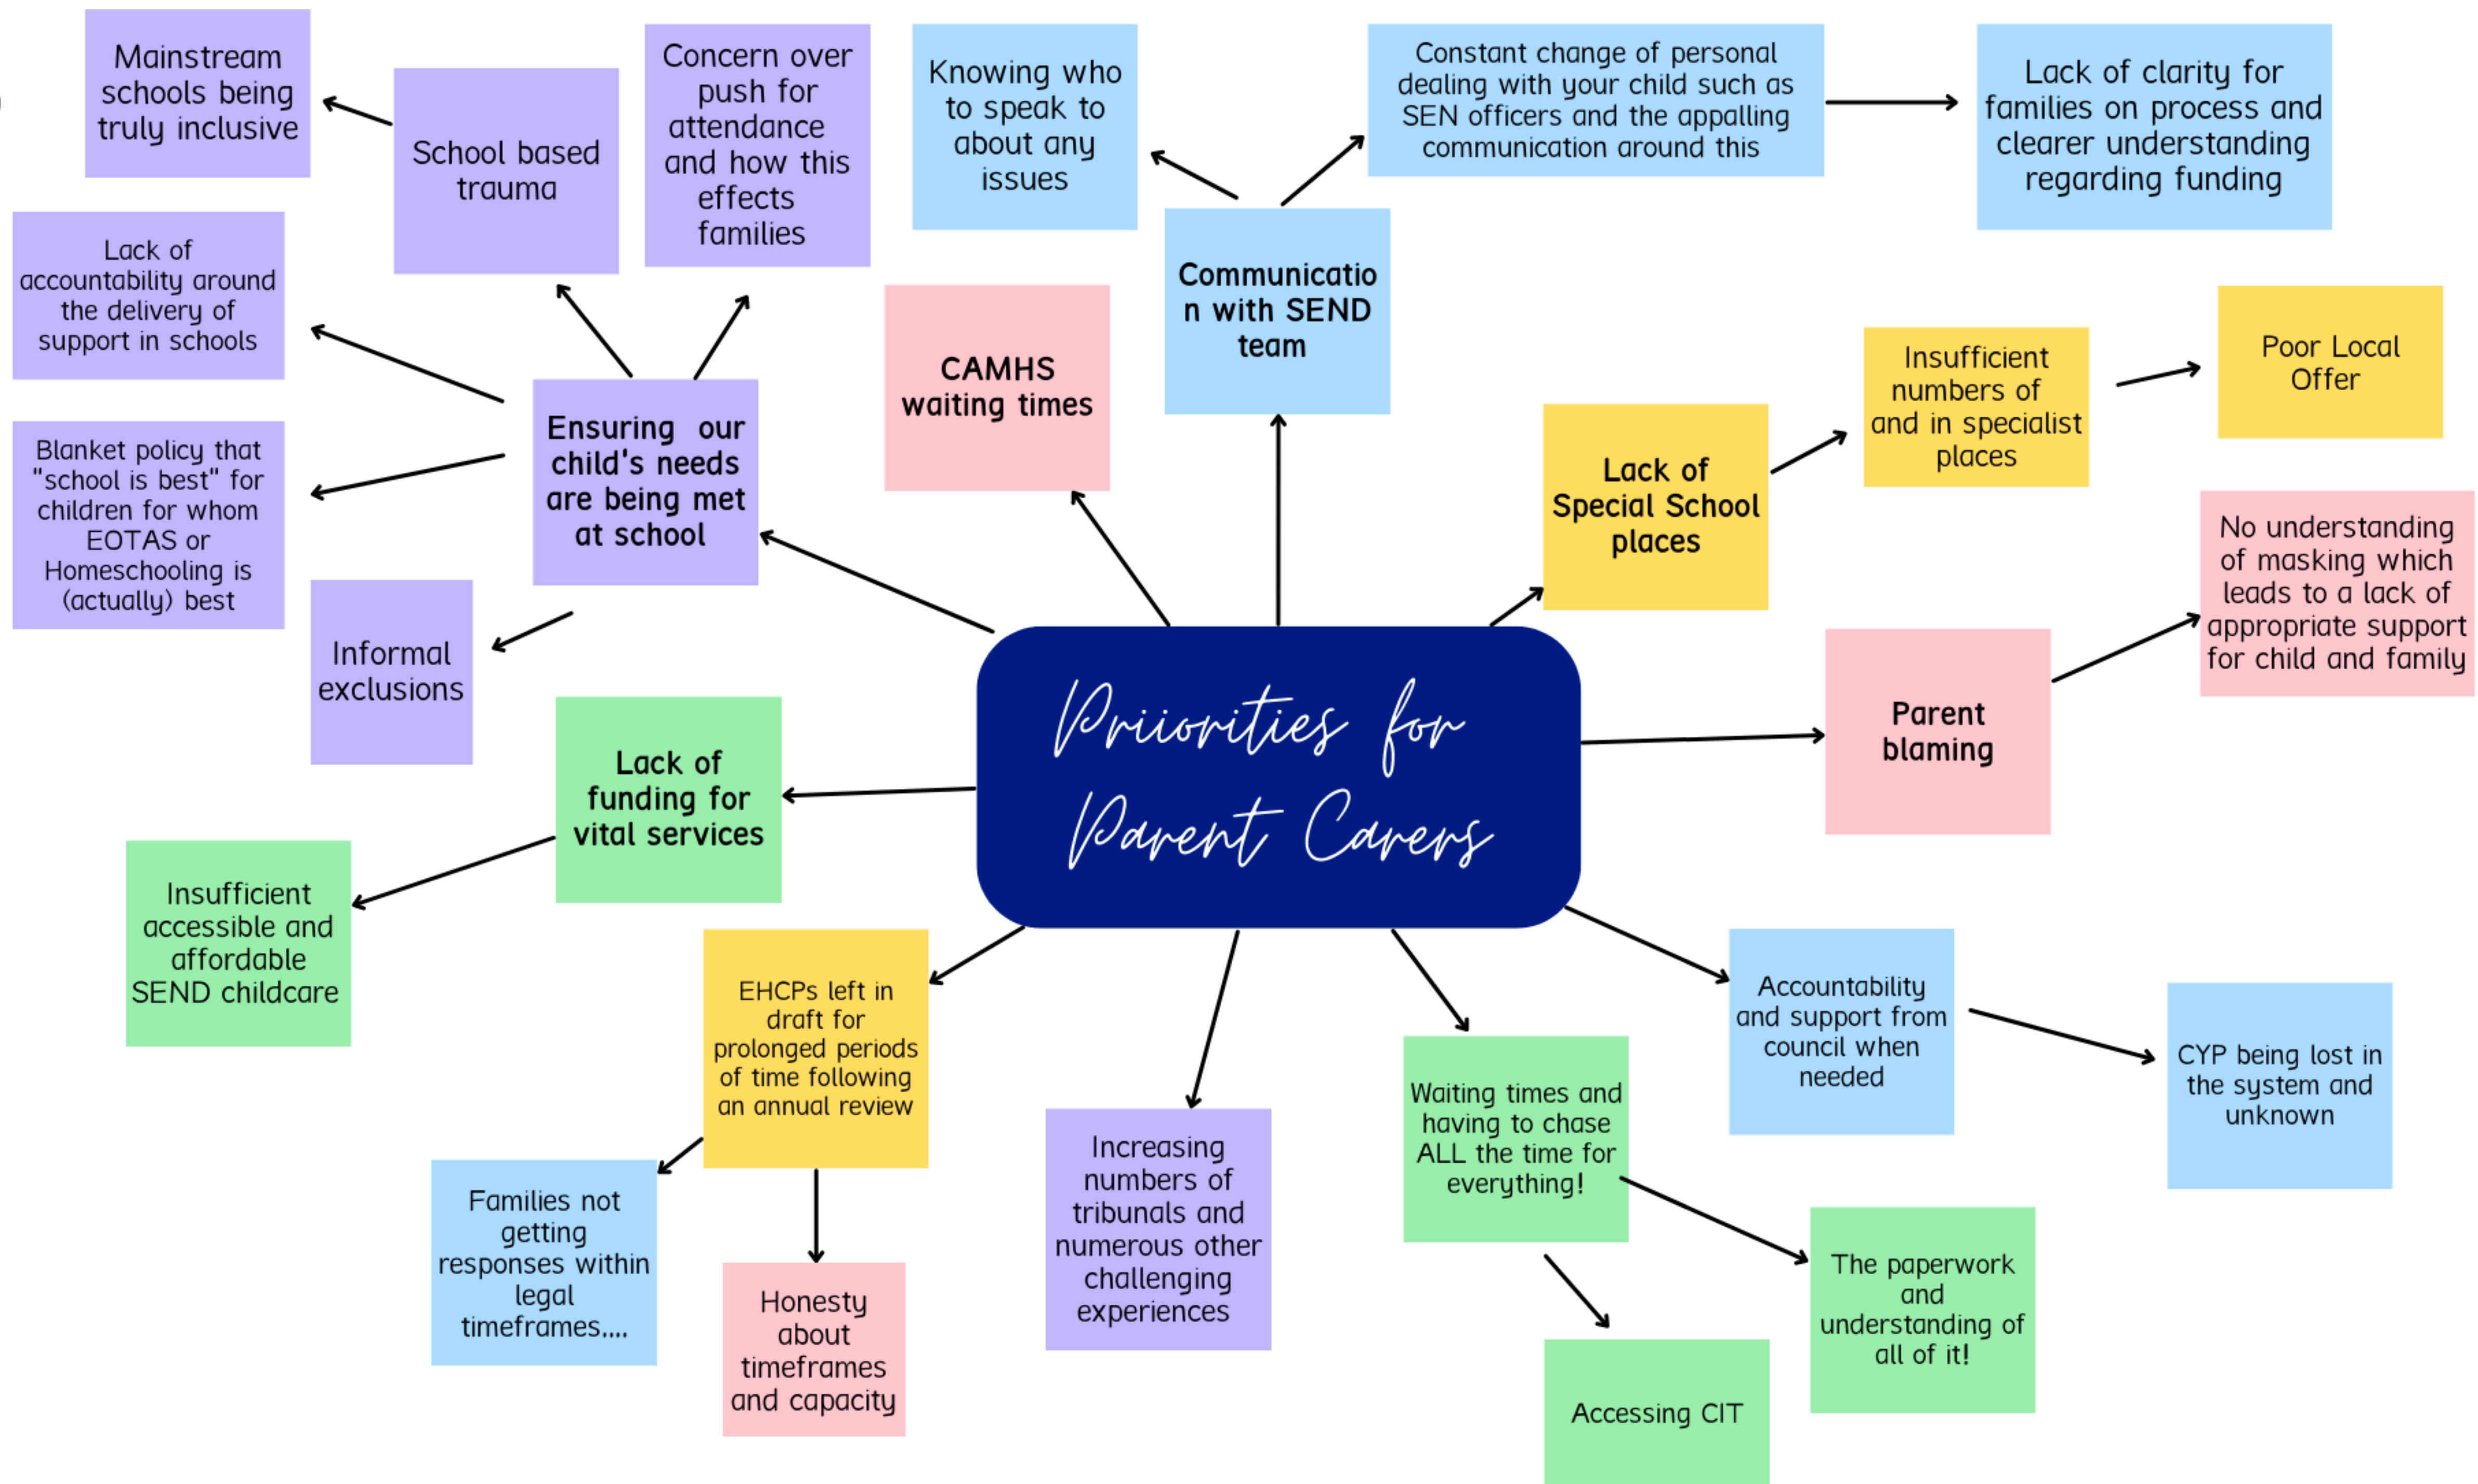 Mainstream
schools being
truly inclusive
School based
trauma
Concern over
push for
attendance
and how this
effects
families
Knowing who
to speak to
about any
issues
Constant change of personal
dealing with your child such as
SEN officers and the appalling
communication around this
Lack of clarity for
families on process and
clearer understanding
regarding funding
Lack of
accountability around
the delivery of
support in schools
Communicatio
n with SEND
team
CAMHS
waiting times
Insufficient
numbers of
and in specialist
places
Poor Local
Offer
Blanket policy that
"school is best" for
children for whom
EOTAS or
Homeschooling is
(actually) best
Ensuring our
child's needs
are being met
at school
Lack of
Special School
places
No understanding
of masking which
leads to a lack of
appropriate support
for child and family
Informal
exclusions
Priiorities for
Parent Carers
Parent
blaming
Lack of
funding for
vital services
Insufficient
accessible and
affordable
SEND childcare
EHCPs left in
draft for
prolonged periods
of time following
an annual review
Accountability
and support from
council when
needed
CYP being lost in
the system and
unknown
Waiting times and
having to chase
ALL the time for
everything!
Increasing
numbers of
tribunals and
numerous other
challenging
experiences
Families not
getting
responses within
legal
timeframes....
Honesty
about
timeframes
and capacity
The paperwork
and
understanding of
all of it!
Accessing CIT